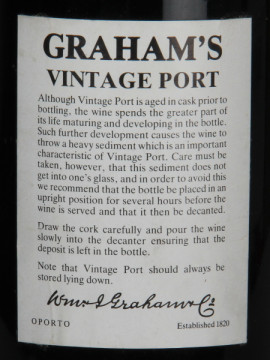 GRAHAM'S
VINTAGE PORT
Although Vintage Port is aged in cask prior to
bottling, the wine spends the greater part of
its life maturing and developing in the bottle.
Such further development causes the wine to
throw a heavy sediment which is an important
characteristic of Vintage Port. Care must be
taken, however, that this sediment does not
get into one's glass, and in order to avoid this
we recommend that the bottle be placed in an
upright position for several hours before the
wine is served and that it then be decanted.
Draw the cork carefully and pour the wine
slowly into the decanter ensuring that the
deposit is left in the bottle.
Note that Vintage Port should always be
stored lying down.
Wm & J Graham & Co
OPORTO Established 1820